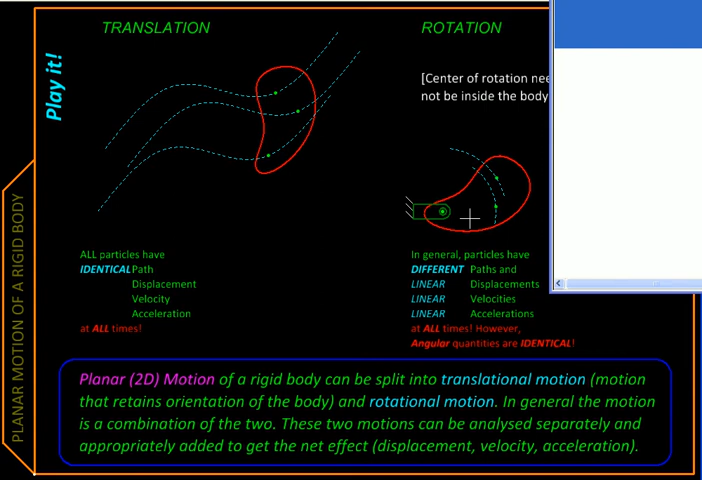 TRANSLATION
ROTATION
Play it!
[Center of rotation
not be inside the body
PLANAR MOTION OF A RIGID BODY
ALL particles have
IDENTICAL Path
Displacement
Velocity
Acceleration
at ALL times!
In general, particles have
DIFFERENT Paths and
LINEAR Displacements
LINEAR Velocities
LINEAR Accelerations
at ALL times! However,
Angular quantities are IDENTICAL!
Planar (2D) Motion of a rigid body can be split into translational motion (motion
that retains orientation of the body) and rotational motion. In general the motion
is a combination of the two. These two motions can be analysed separately and
appropriately added to get the net effect (displacement, velocity, acceleration).